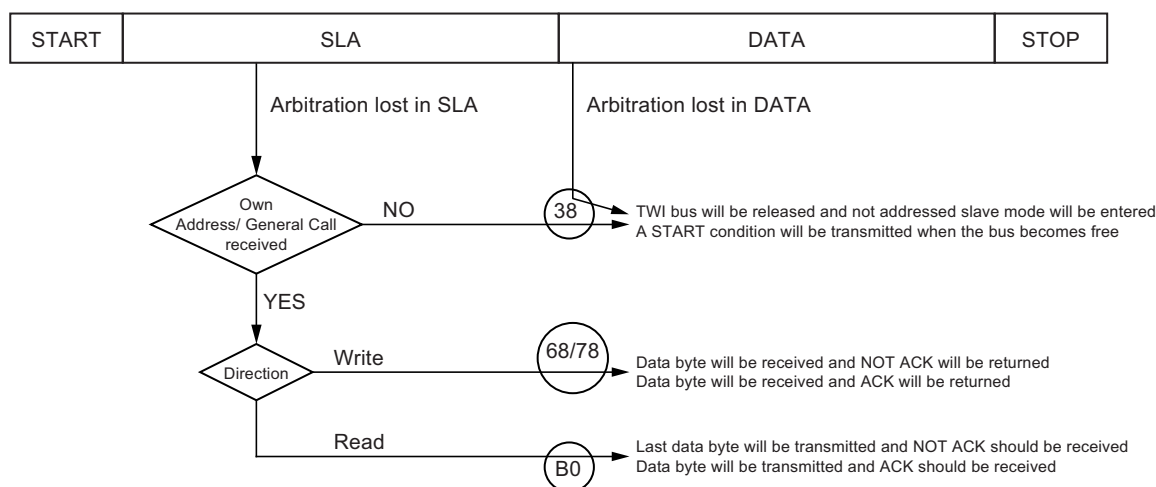 START SLA DATA STOP
Arbitration lost in SLA Arbitration lost in DATA
Own
Address/ General Call
received
NO
38
TWI bus will be released and not addressed slave mode will be entered
A START condition will be transmitted when the bus becomes free
YES
Direction
Write
68/78
Data byte will be received and NOT ACK will be returned
Data byte will be received and ACK will be returned
Read
B0
Last data byte will be transmitted and NOT ACK should be received
Data byte will be transmitted and ACK should be received